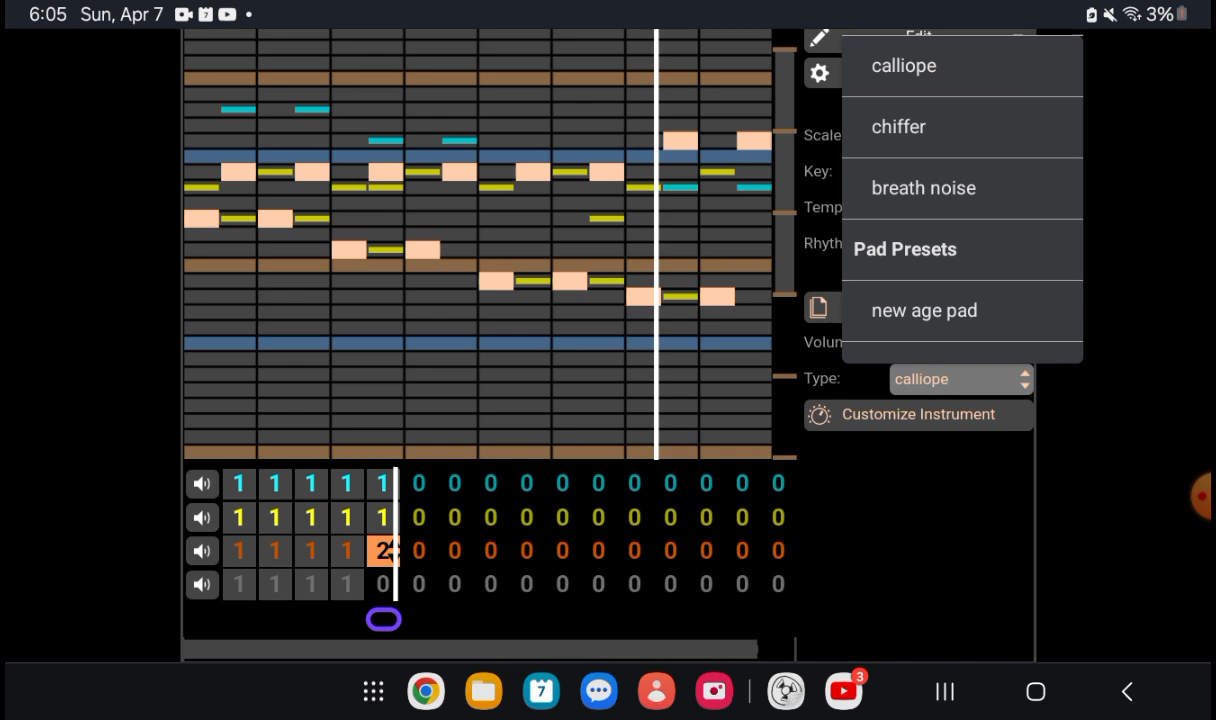 6:05 Sun, Apr 7 7
3%
Edit
calliope
chiffer
Scale
breath noise
Key:
Temp
Rhyth
Pad Presets
new age pad
Volun
Type: calliope
Customize Instrument
1 1 1 1 1 0 0 0 0 0 0 0 0 0 0 0
1 1 1 1 1 0 0 0 0 0 0 0 0 0 0 0
1 1 1 1 2 0 0 0 0 0 0 0 0 0 0 0
1 1 1 1 0 0 0 0 0 0 0 0 0 0 0 0
7
3